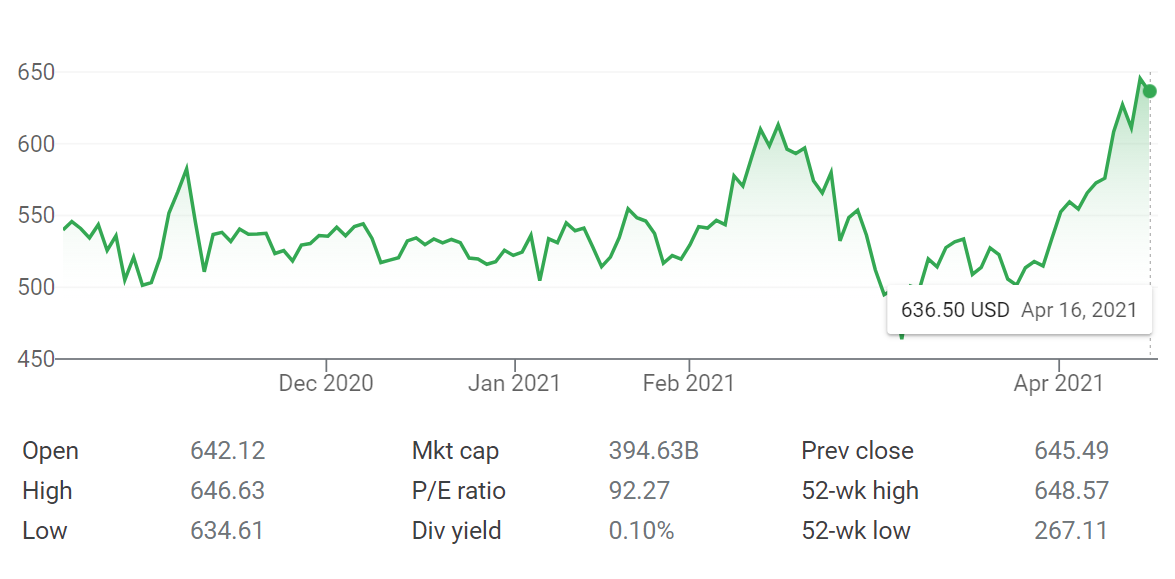 650
600
550
500
450
636.50 USD Apr 16, 2021
Dec 2020 Jan 2021 Feb 2021 Apr 2021
Open 642.12 Mkt cap 394.63B Prev close 645.49
High 646.63 P/E ratio 92.27 52-wk high 648.57
Low 634.61 Div yield 0.10% 52-wk low 267.11